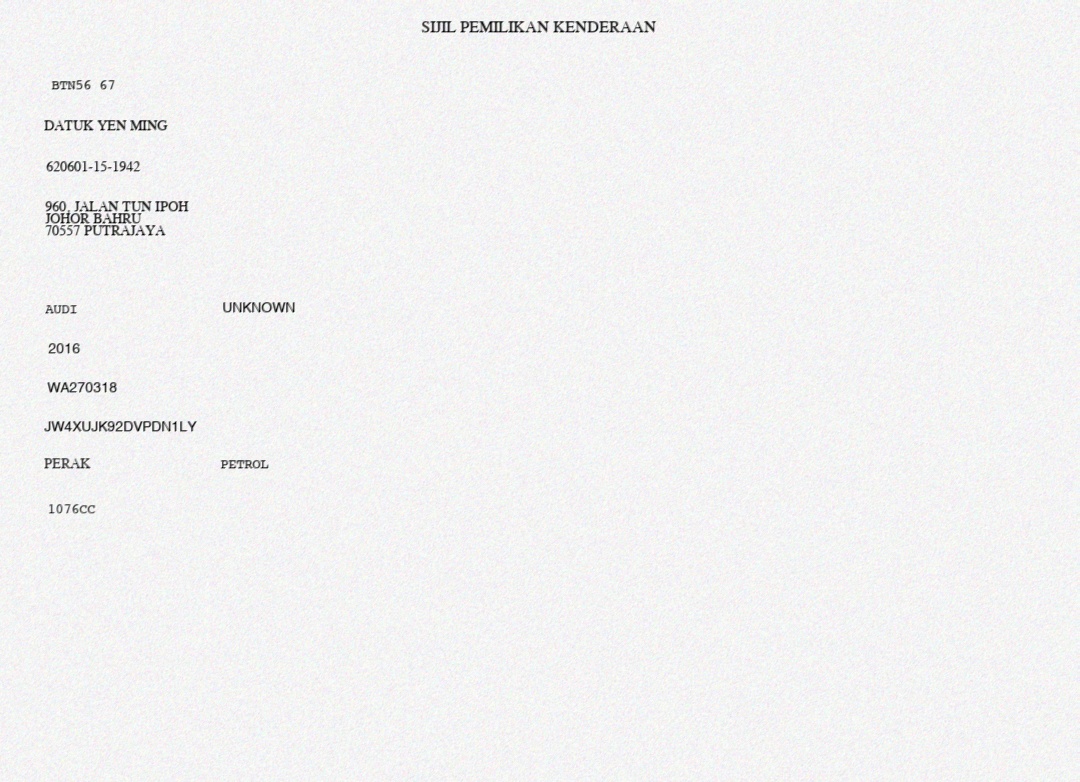 SIJIL PEMILIKAN KENDERAAN
BTN56 67
DATUK YEN MING
620601-15-1942
960, JALAN TUN IPOH
JOHOR BAHRU
70557 PUTRAJAYA
AUDI UNKNOWN
2016
WA270318
JW4XUJK92DVPDN1LY
PERAK PETROL
1076CC